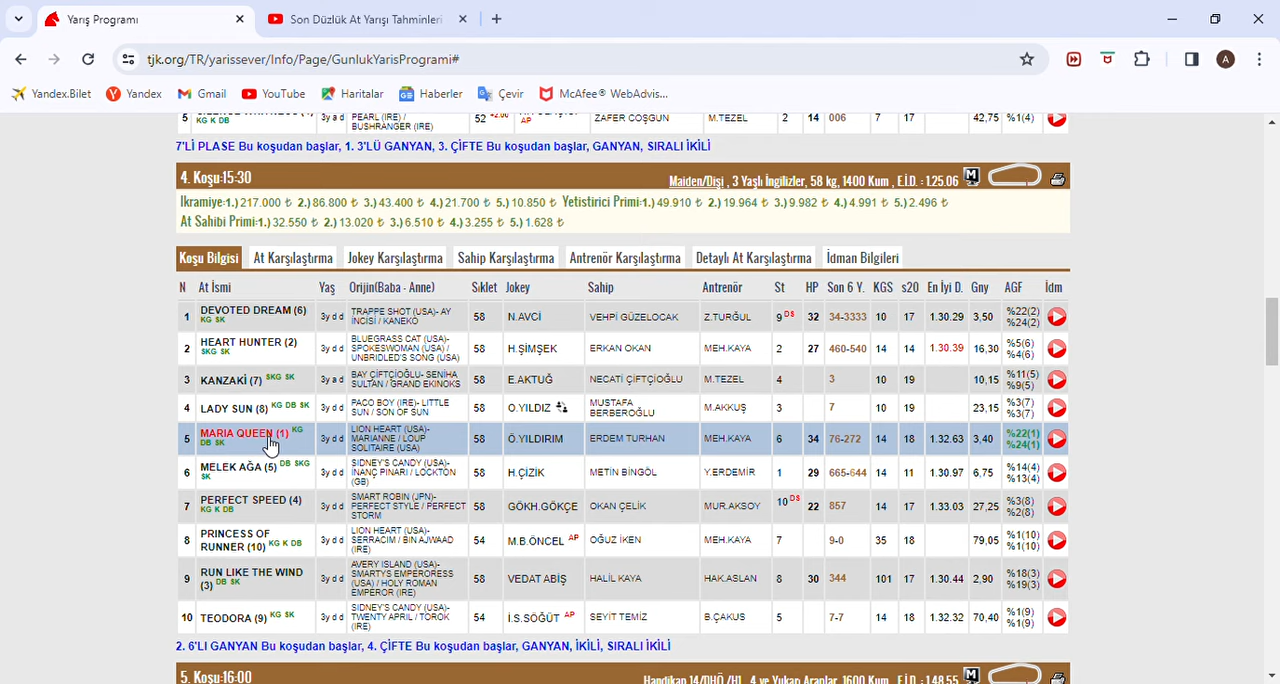 Yarış Programı
Son Düzlük At Yarışı Tahminleri
tjk.org/TR/yarissever/Info/Page/GunlukYarisProgrami#
A
Yandex.Bilet Yandex Gmail YouTube Haritalar Haberler Çevir McAfee® WebAdvis...
5 KG K DB 3y a d PEARL (IRE) / BUSHRANGER (IRE) 52 +2.00 AP ZAFER COŞGUN M.TEZEL 2 14 006 7 17 42,75 %1(4)
7'Lİ PLASE Bu koşudan başlar, 1. 3'LÜ GANYAN, 3. ÇİFTE Bu koşudan başlar, GANYAN, SIRALI İKİLİ
4. Koşu:15:30 Maiden/Dişi , 3 Yaşlı İngilizler, 58 kg, 1400 Kum , E.İ.D. : 1.25.06 M
Ikramiye:1.) 217.000 ₺ 2.) 86.800 ₺ 3.) 43.400 ₺ 4.) 21.700 ₺ 5.) 10.850 ₺ Yetistirici Primi:1.) 49.910 ₺ 2.) 19.964 ₺ 3.) 9.982 ₺ 4.) 4.991 ₺ 5.) 2.496 ₺
At Sahibi Primi:1.) 32.550 ₺ 2.) 13.020 ₺ 3.) 6.510 ₺ 4.) 3.255 ₺ 5.) 1.628 ₺
Koşu Bilgisi At Karşılaştırma Jokey Karşılaştırma Sahip Karşılaştırma Antrenör Karşılaştırma Detaylı At Karşılaştırma İdman Bilgileri
N At İsmi Yaş Orijin(Baba - Anne) Sıklet Jokey Sahip Antrenör St HP Son 6 Y. KGS s20 En İyi D. Gny AGF İdm
1 DEVOTED DREAM (6) KG SK 3y d d TRAPPE SHOT (USA)- AY İNCİSİ / KANEKO 58 N.AVCİ VEHPİ GÜZELOCAK Z.TURĞUL 9 DS 32 34-3333 10 17 1.30.29 3,50 %22(2) %24(2)
2 HEART HUNTER (2) SKG SK 3y d d BLUEGRASS CAT (USA)- SPOKESWOMAN (USA) / UNBRIDLED'S SONG (USA) 58 H.ŞİMŞEK ERKAN OKAN MEH.KAYA 2 27 460-540 14 14 1.30.39 16,30 %5(6) %4(6)
3 KANZAKİ (7) SKG SK 3y a d BAY ÇİFTÇİOĞLU- SENİHA SULTAN / GRAND EKINOKS 58 E.AKTUĞ NECATİ ÇİFTÇİOĞLU M.TEZEL 4 3 10 19 10,15 %11(5) %9(5)
4 LADY SUN (8) KG DB SK 3y d d PACO BOY (IRE)- LITTLE SUN / SON OF SUN 58 O.YILDIZ MUSTAFA BERBEROĞLU M.AKKUŞ 3 7 10 19 23,15 %3(7) %3(7)
5 MARIA QUEEN (1) KG DB SK 3y d d LION HEART (USA)- MARIANNE / LOUP SOLITAIRE (USA) 58 Ö.YILDIRIM ERDEM TURHAN MEH.KAYA 6 34 76-272 14 18 1.32.63 3,40 %22(1) %24(1)
6 MELEK AĞA (5) DB SKG SK 3y d d SIDNEY'S CANDY (USA)- İNANÇ PINARI / LOCKTON (GB) 58 H.ÇİZİK METİN BİNGÖL Y.ERDEMİR 1 29 665-644 14 11 1.30.97 6,75 %14(4) %13(4)
7 PERFECT SPEED (4) KG K DB 3y d d SMART ROBIN (JPN)- PERFECT STYLE / PERFECT STORM 58 GÖKH.GÖKÇE OKAN ÇELİK MUR.AKSOY 10 DS 22 857 14 17 1.33.03 27,25 %3(8) %2(8)
8 PRINCESS OF RUNNER (10) KG K DB 3y d d LION HEART (USA)- SERRACIM / BIN AJWAAD (IRE) 54 M.B.ÖNCEL AP OĞUZ İKEN MEH.KAYA 7 9-0 35 18 79,05 %1(10) %1(10)
9 RUN LIKE THE WIND (3) DB SK 3y d d AVERY ISLAND (USA)- SMARTYS EMPERORESS (USA) / HOLY ROMAN EMPEROR (IRE) 58 VEDAT ABİŞ HALİL KAYA HAK.ASLAN 8 30 344 101 17 1.30.44 2,90 %18(3) %19(3)
10 TEODORA (9) KG SK 3y d d SIDNEY'S CANDY (USA)- TWENTY APRIL / TOROK (IRE) 54 İ.S.SÖĞÜT AP SEYİT TEMİZ B.ÇAKUS 5 7-7 14 18 1.32.32 70,40 %1(9) %1(9)
2. 6'LI GANYAN Bu koşudan başlar, 4. ÇİFTE Bu koşudan başlar, GANYAN, İKİLİ, SIRALI İKİLİ
5. Koşu:16:00 Handikap 14/DHÖ /H1 , 4 ve Yukarı Araplar, 1600 Kum , E.İ.D. : 1.48.55 M